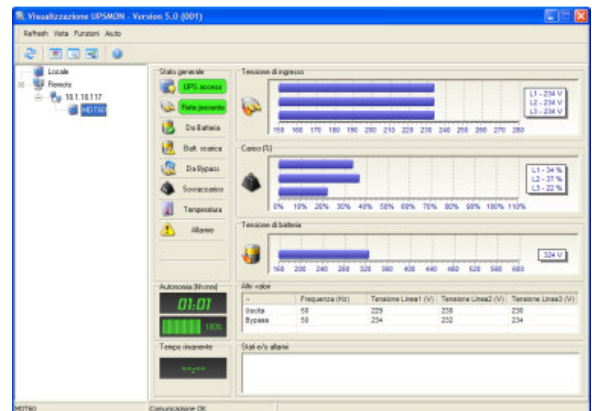 Visualizzazione UPSMON - Version 5.0 (001)
Refresh Vista Funzioni Aiuto
Locale
Remoto
10.1.10.117
MDT60
Stato generale
UPS acceso
Rete presente
Da Batteria
Batt. scarica
Da Bypass
Sovraccarico
Temperatura
Allarme
Tensione di ingresso
L1 - 234 V
L2 - 234 V
L3 - 234 V
150 160 170 180 190 200 210 220 230 240 250 260 270 280
Carico (%)
L1 - 34 %
L2 - 37 %
L3 - 22 %
0% 10% 20% 30% 40% 50% 60% 70% 80% 90% 100% 110%
Tensione di batteria
324 V
160 200 240 280 320 360 400 440 480 520 560 600
Autonomia (hh:mm)
01:01
100%
Tempo rimanente
--:--
Altri valori
- Frequenza (Hz) Tensione Linea1 (V) Tensione Linea2 (V) Tensione Linea3 (V)
Uscita 50 229 230 230
Bypass 50 234 232 234
Stati e/o allarmi
MDT60 Comunicazione OK